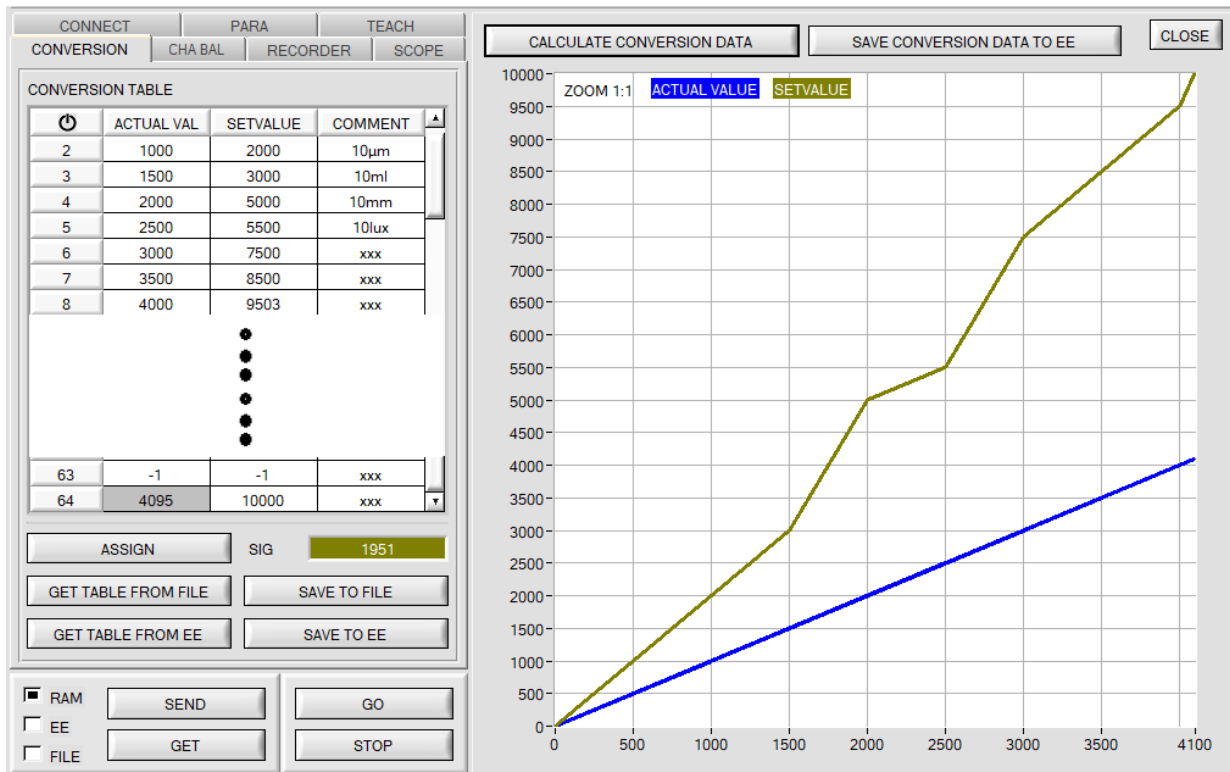 CONNECT PARA TEACH
CONVERSION CHA BAL RECORDER SCOPE
CONVERSION TABLE
ACTUAL VAL SETVALUE COMMENT
2 1000 2000 10µm
3 1500 3000 10ml
4 2000 5000 10mm
5 2500 5500 10lux
6 3000 7500 xxx
7 3500 8500 xxx
8 4000 9503 xxx
63 -1 -1 xxx
64 4095 10000 xxx
ASSIGN SIG 1951
GET TABLE FROM FILE SAVE TO FILE
GET TABLE FROM EE SAVE TO EE
RAM
EE
FILE
SEND GO
GET STOP
CALCULATE CONVERSION DATA SAVE CONVERSION DATA TO EE CLOSE
ZOOM 1:1 ACTUAL VALUE SETVALUE
10000
9500
9000
8500
8000
7500
7000
6500
6000
5500
5000
4500
4000
3500
3000
2500
2000
1500
1000
500
0
0 500 1000 1500 2000 2500 3000 3500 4100